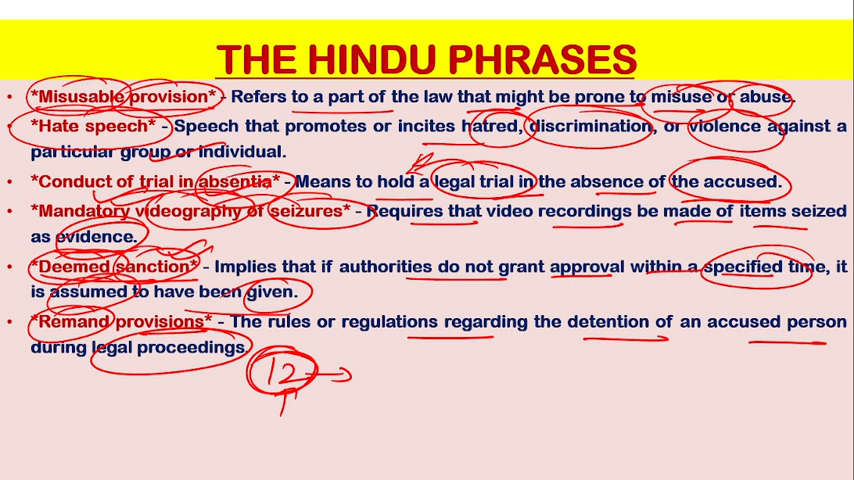 THE HINDU PHRASES
• *Misusable provision* - Refers to a part of the law that might be prone to misuse or abuse.
• *Hate speech* - Speech that promotes or incites hatred, discrimination, or violence against a
particular group or individual.
• *Conduct of trial in absentia* - Means to hold a legal trial in the absence of the accused.
• *Mandatory videography of seizures* - Requires that video recordings be made of items seized
as evidence.
• *Deemed sanction* - Implies that if authorities do not grant approval within a specified time, it
is assumed to have been given.
• *Remand provisions* - The rules or regulations regarding the detention of an accused person
during legal proceedings.
12